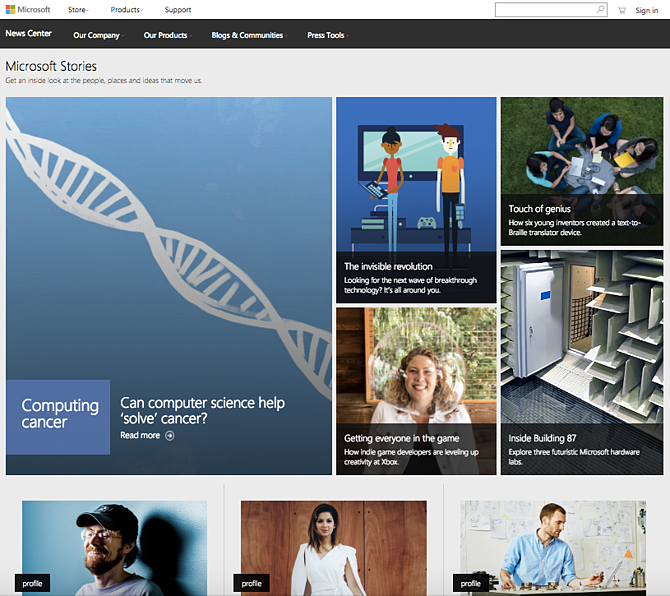 Microsoft Store Products Support Sign in
News Center Our Company Our Products Blogs & Communities Press Tools
Microsoft Stories
Get an inside look at the people, places and ideas that move us.
Touch of genius
How six young inventors created a text-to-
Braille translator device.
The invisible revolution
Looking for the next wave of breakthrough
technology? It's all around you.
Computing
cancer
Can computer science help
‘solve’ cancer?
Read more
Getting everyone in the game
How indie game developers are leveling up
creativity at Xbox.
Inside Building 87
Explore three futuristic Microsoft hardware
labs.
profile
profile
profile